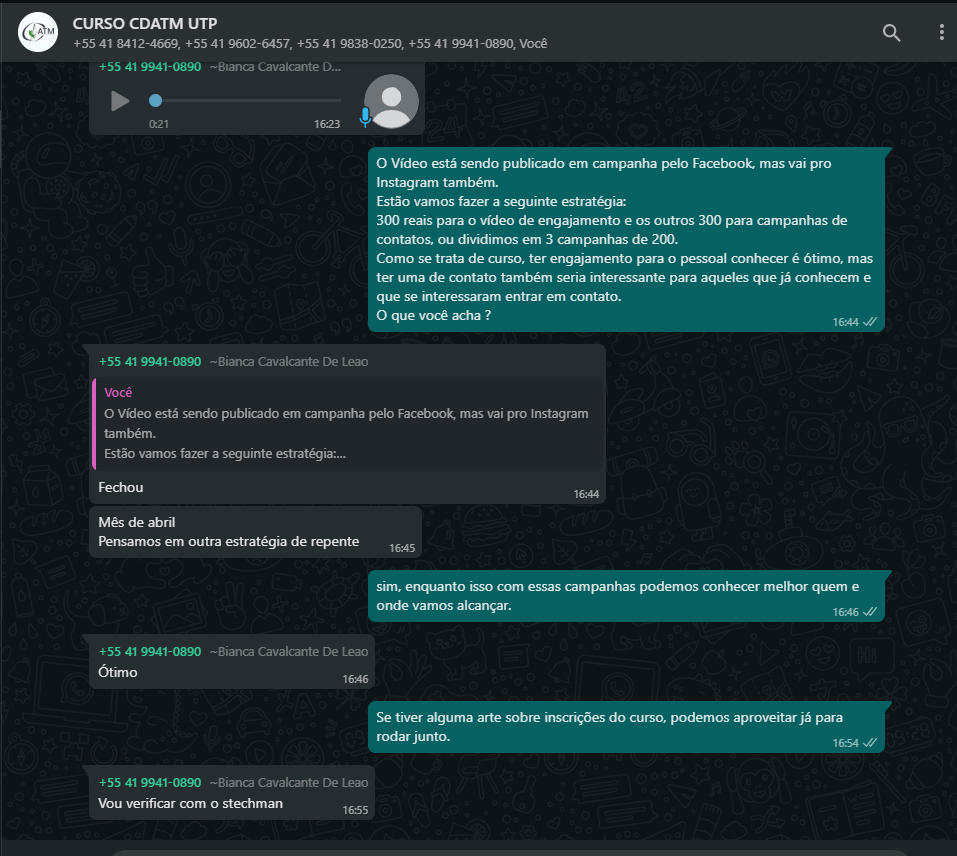 CURSO CDATM UTP
+55 41 8412-4669, +55 41 9602-6457, +55 41 9838-0250, +55 41 9941-0890, Você
ATM
+55 41 9941-0890 ~Bianca Cavalcante D...
0:21 16:23
O Vídeo está sendo publicado em campanha pelo Facebook, mas vai pro
Instagram também.
Estão vamos fazer a seguinte estratégia:
300 reais para o vídeo de engajamento e os outros 300 para campanhas de
contatos, ou dividimos em 3 campanhas de 200.
Como se trata de curso, ter engajamento para o pessoal conhecer é ótimo, mas
ter uma de contato também seria interessante para aqueles que já conhecem e
que se interessaram entrar em contato.
O que você acha ?
16:44
+55 41 9941-0890 ~Bianca Cavalcante De Leao
Você
O Vídeo está sendo publicado em campanha pelo Facebook, mas vai pro Instagram
também.
Estão vamos fazer a seguinte estratégia:...
Fechou
16:44
Mês de abril
Pensamos em outra estratégia de repente
16:45
sim, enquanto isso com essas campanhas podemos conhecer melhor quem e
onde vamos alcançar.
16:46
+55 41 9941-0890 ~Bianca Cavalcante De Leao
Ótimo
16:46
Se tiver alguma arte sobre inscrições do curso, podemos aproveitar já para
rodar junto.
16:54
+55 41 9941-0890 ~Bianca Cavalcante De Leao
Vou verificar com o stechman
16:55